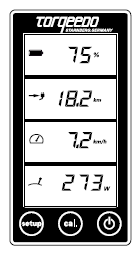 torqeedo
STARNBERG.GERMANY
75%
18.2 km
7.2 km/h
273 W
setup cal.